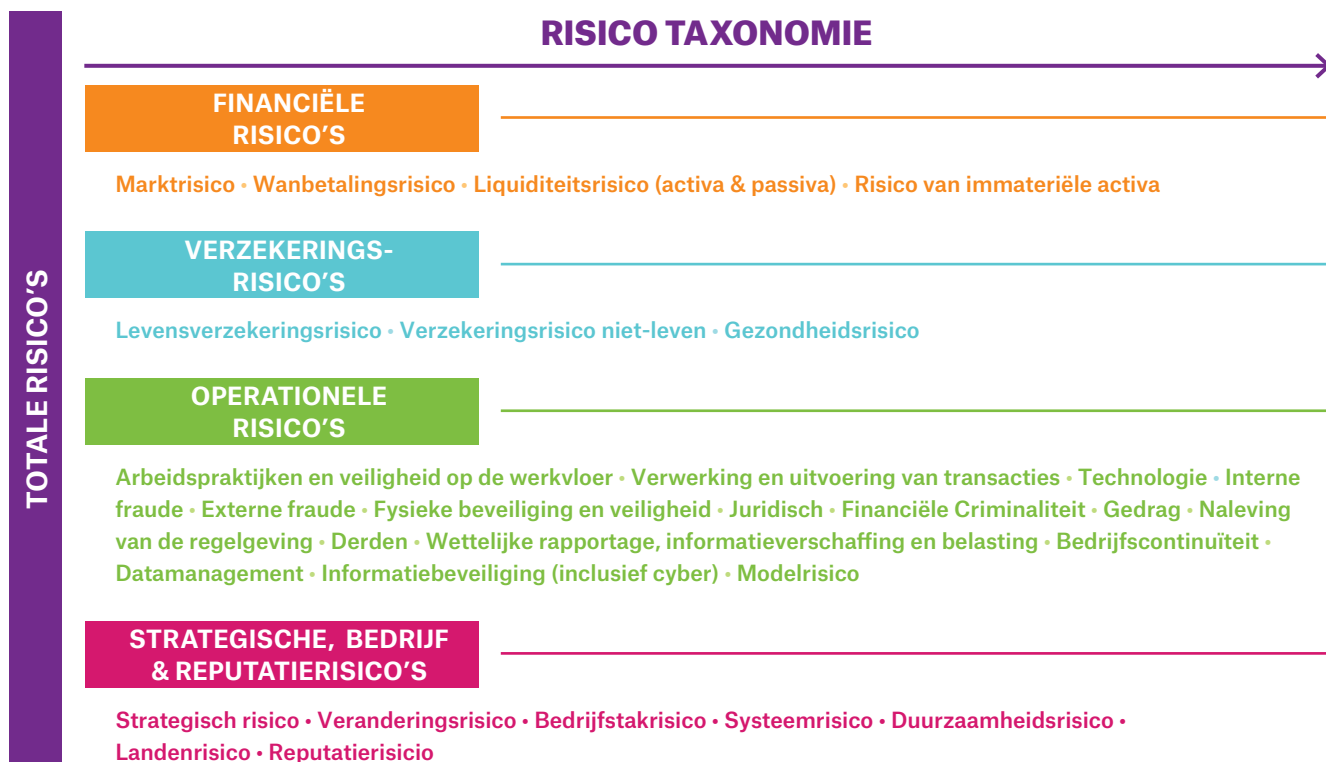 RISICO TAXONOMIE
TOTALE RISICO'S
FINANCIËLE
RISICO'S
Marktrisico • Wanbetalingsrisico • Liquiditeitsrisico (activa & passiva) • Risico van immateriële activa
VERZEKERINGS-
RISICO'S
Levensverzekeringsrisico • Verzekeringsrisico niet-leven • Gezondheidsrisico
OPERATIONELE
RISICO'S
Arbeidspraktijken en veiligheid op de werkvloer • Verwerking en uitvoering van transacties • Technologie • Interne
fraude • Externe fraude • Fysieke beveiliging en veiligheid • Juridisch • Financiële Criminaliteit • Gedrag • Naleving
van de regelgeving • Derden • Wettelijke rapportage, informatieverschaffing en belasting • Bedrijfscontinuïteit •
Datamanagement • Informatiebeveiliging (inclusief cyber) • Modelrisico
STRATEGISCHE, BEDRIJF
& REPUTATIERISICO'S
Strategisch risico • Veranderingsrisico • Bedrijfstakrisico • Systeemrisico • Duurzaamheidsrisico •
Landenrisico • Reputatierisicio